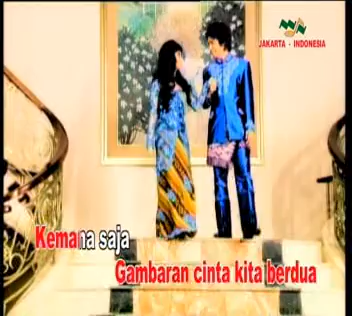 JAKARTA - INDONESIA
Kemana saja
Gambaran cinta kita berdua